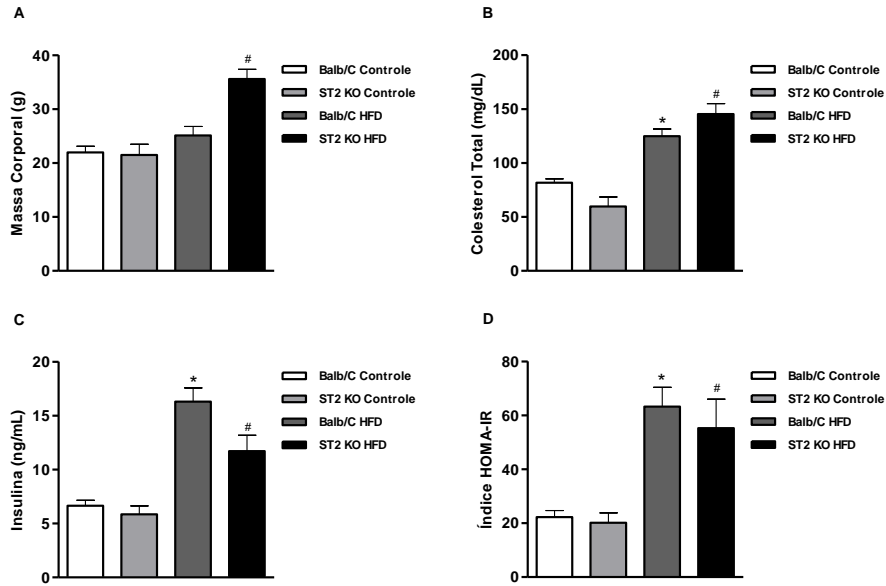 A
Massa Corporal (g)
40
30
20
10
0
#
Balb/C Controle
ST2 KO Controle
Balb/C HFD
ST2 KO HFD
B
Colesterol Total (mg/dL)
200
150
100
50
0
*
#
Balb/C Controle
ST2 KO Controle
Balb/C HFD
ST2 KO HFD
C
Insulina (ng/mL)
20
15
10
5
0
*
#
Balb/C Controle
ST2 KO Controle
Balb/C HFD
ST2 KO HFD
D
Índice HOMA-IR
80
60
40
20
0
*
#
Balb/C Controle
ST2 KO Controle
Balb/C HFD
ST2 KO HFD